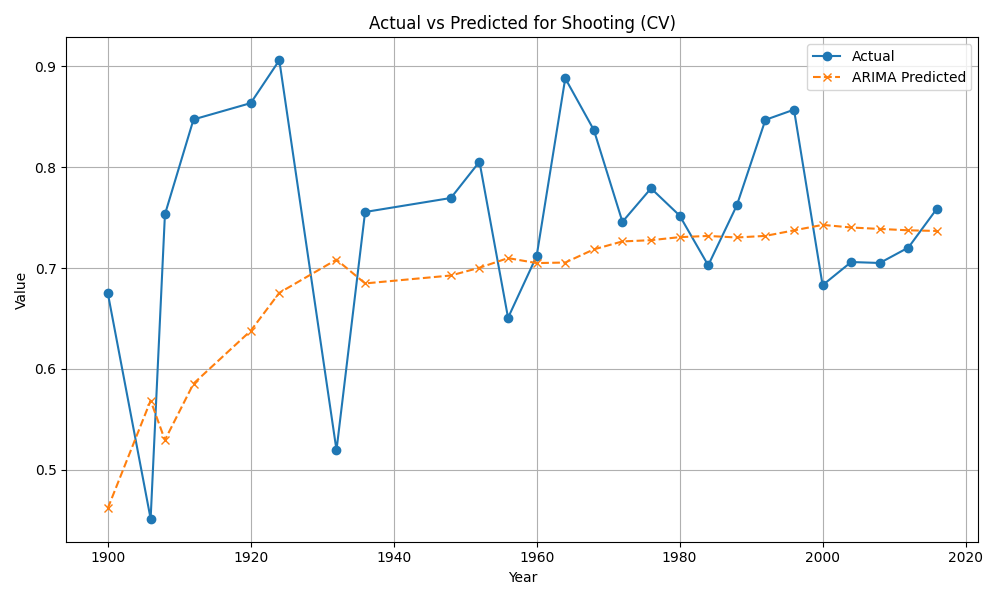 Actual vs Predicted for Shooting (CV)
Actual
ARIMA Predicted
Value
0.9
0.8
0.7
0.6
0.5
1900
1920
1940
1960
1980
2000
2020
Year